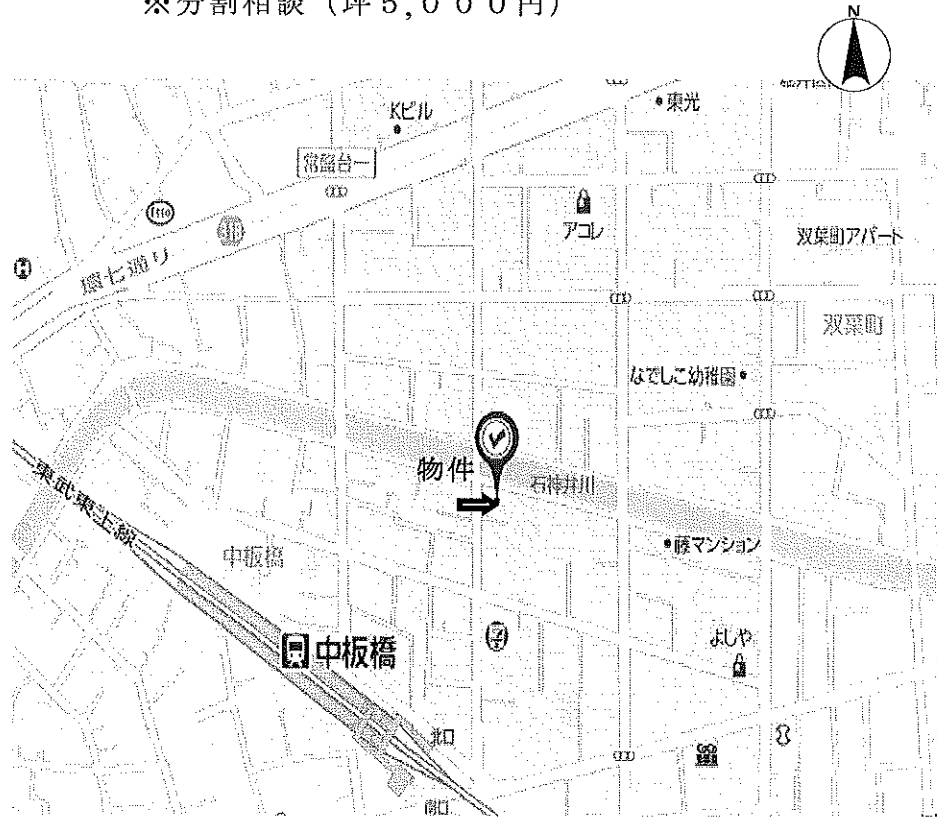 ※分割相談（坪5,000円）
N
東光
Kビル
常盤台一
アコレ
双葉町アパート
環七通り
双葉町
なでしこ幼稚園
物件
石神井川
東武東上線
藤マンション
中板橋
よしや
中板橋
北口
南口